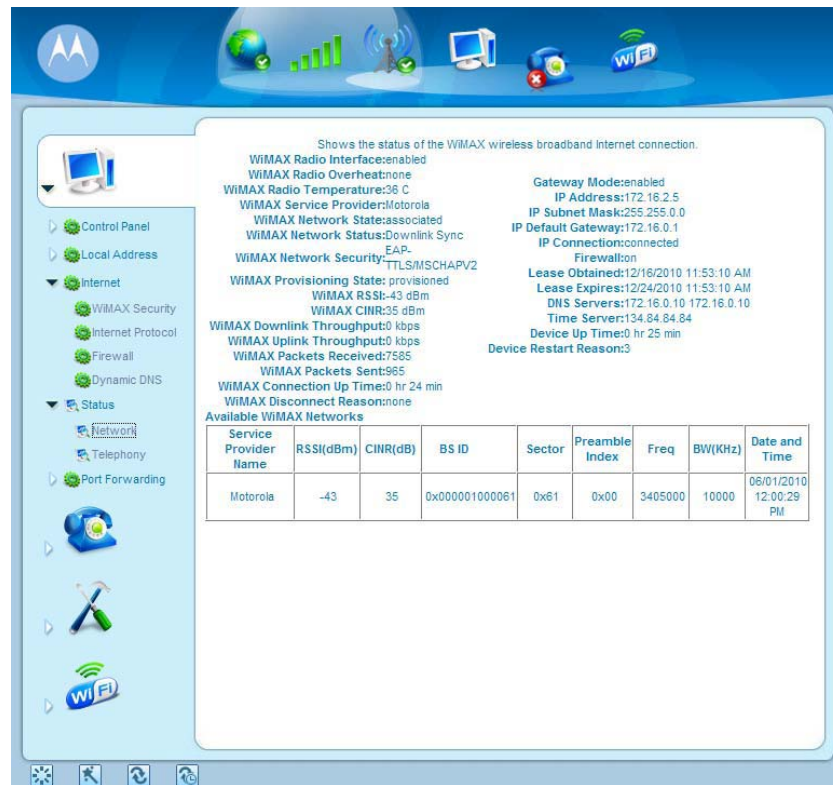 WiFi
Control Panel
Local Address
Internet
WiMAX Security
Internet Protocol
Firewall
Dynamic DNS
Status
Network
Telephony
Port Forwarding
WiFi
Shows the status of the WiMAX wireless broadband Internet connection.
WiMAX Radio Interface:enabled
WiMAX Radio Overheat:none
WiMAX Radio Temperature:36 C
WiMAX Service Provider:Motorola
WiMAX Network State:associated
WiMAX Network Status:Downlink Sync
WiMAX Network Security:EAP-
TTLS/MSCHAPV2
WiMAX Provisioning State: provisioned
WiMAX RSSI:-43 dBm
WiMAX CINR:35 dBm
WiMAX Downlink Throughput:0 kbps
WiMAX Uplink Throughput:0 kbps
WiMAX Packets Received:7585
WiMAX Packets Sent:965
WiMAX Connection Up Time:0 hr 24 min
WiMAX Disconnect Reason:none
Gateway Mode:enabled
IP Address:172.16.2.5
IP Subnet Mask:255.255.0.0
IP Default Gateway:172.16.0.1
IP Connection:connected
Firewall:on
Lease Obtained:12/16/2010 11:53:10 AM
Lease Expires:12/24/2010 11:53:10 AM
DNS Servers:172.16.0.10 172.16.0.10
Time Server:134.84.84.84
Device Up Time:0 hr 25 min
Device Restart Reason:3
Available WiMAX Networks
Service Provider Name RSSI(dBm) CINR(dB) BS ID Sector Preamble Index Freq BW(KHz) Date and Time
Motorola -43 35 0x000001000061 0x61 0x00 3405000 10000 06/01/2010 12:00:29 PM